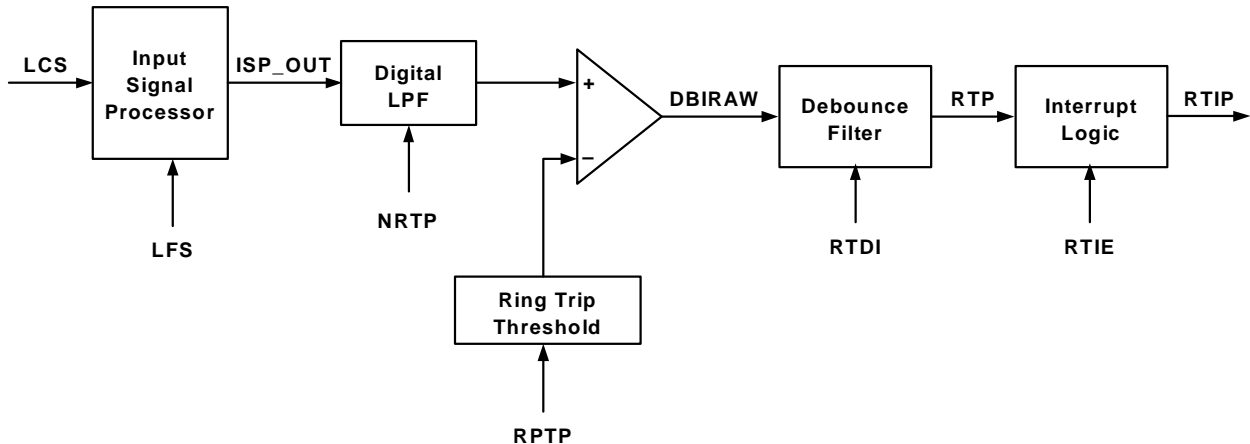 LCS
Input
Signal
Processor
ISP_OUT
Digital
LPF
+
−
DBIRAW
Debounce
Filter
RTP
Interrupt
Logic
RTIP
LFS
NRTP
RTDI
RTIE
Ring Trip
Threshold
RPTP